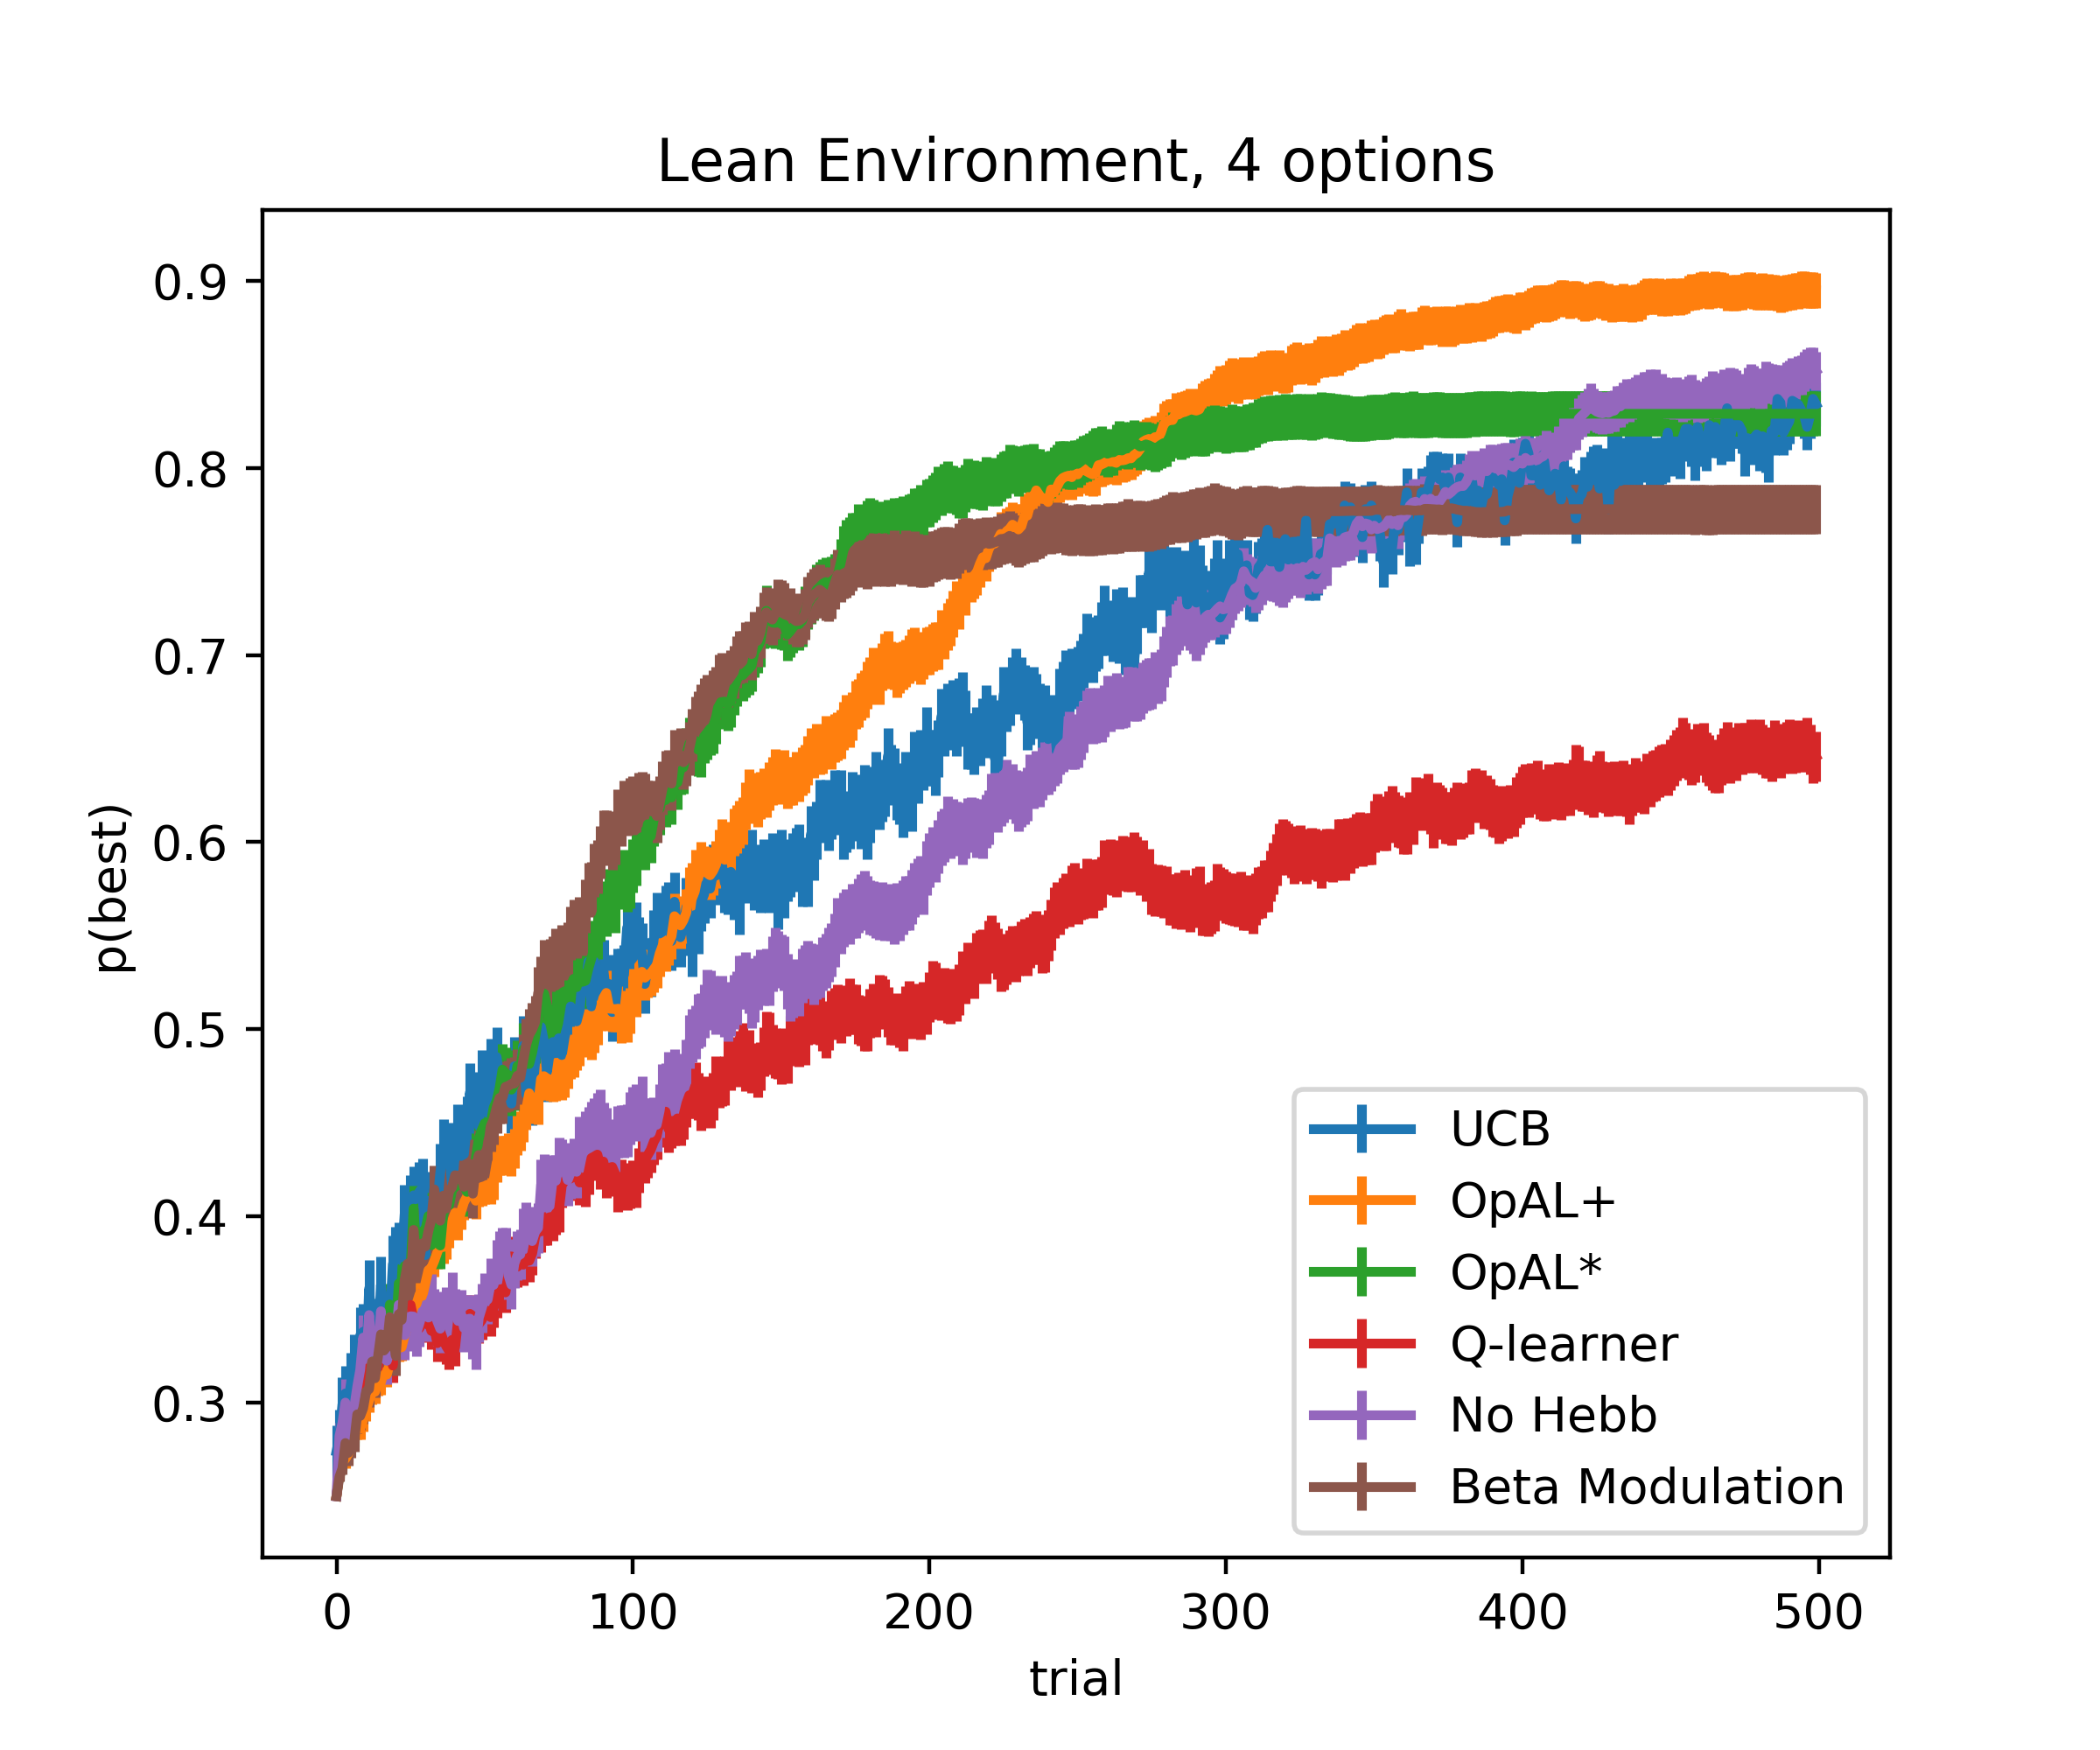 Lean Environment, 4 options
p(best)
0.9
0.8
0.7
0.6
0.5
0.4
0.3
0
100
200
300
400
500
trial
UCB
OpAL+
OpAL*
Q-learner
No Hebb
Beta Modulation